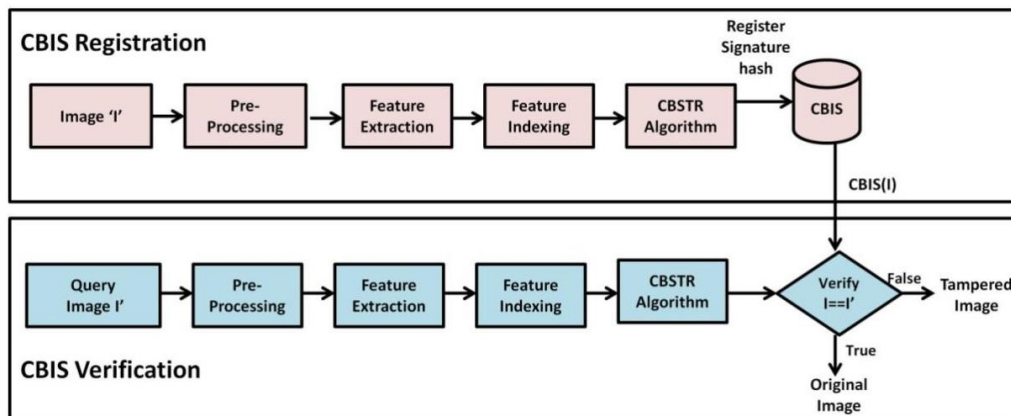 CBIS Registration
Register
Signature
hash
Image 'I'
Pre-
Processing
Feature
Extraction
Feature
Indexing
CBSTR
Algorithm
CBIS
CBIS(I)
Query
Image I'
Pre-
Processing
Feature
Extraction
Feature
Indexing
CBSTR
Algorithm
Verify
I==I'
False
Tampered
Image
True
Original
Image
CBIS Verification